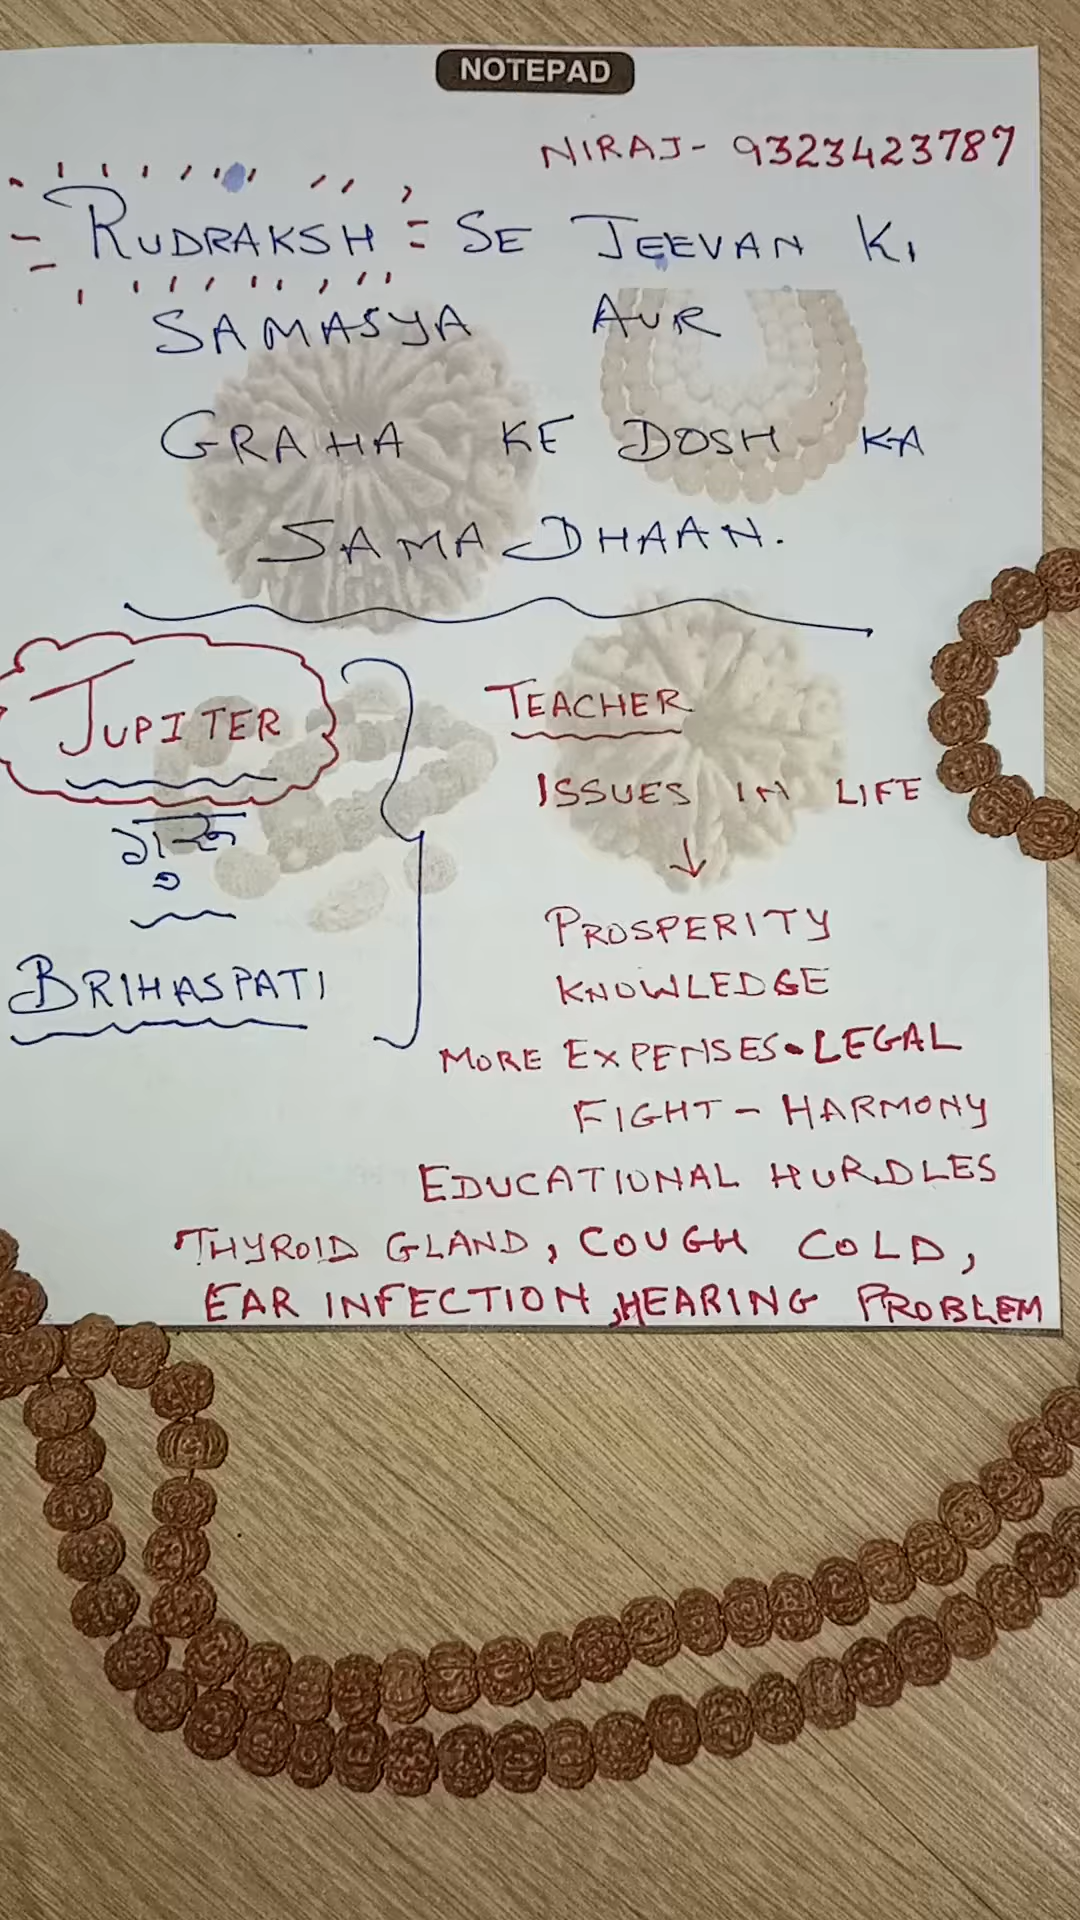 NOTEPAD
NIRAJ- 9323423787
RUDRAKSH SE JEEVAN KI
SAMASYA AUR
GRAHA KE DOSH KA
SAMADHAAN.
JUPITER
गुरू
BRIHASPATI
TEACHER
ISSUES IN LIFE
↓
PROSPERITY
KNOWLEDGE
MORE EXPENSES•LEGAL
FIGHT - HARMONY
EDUCATIONAL HURDLES
THYROID GLAND, COUGH COLD,
EAR INFECTION, HEARING PROBLEM